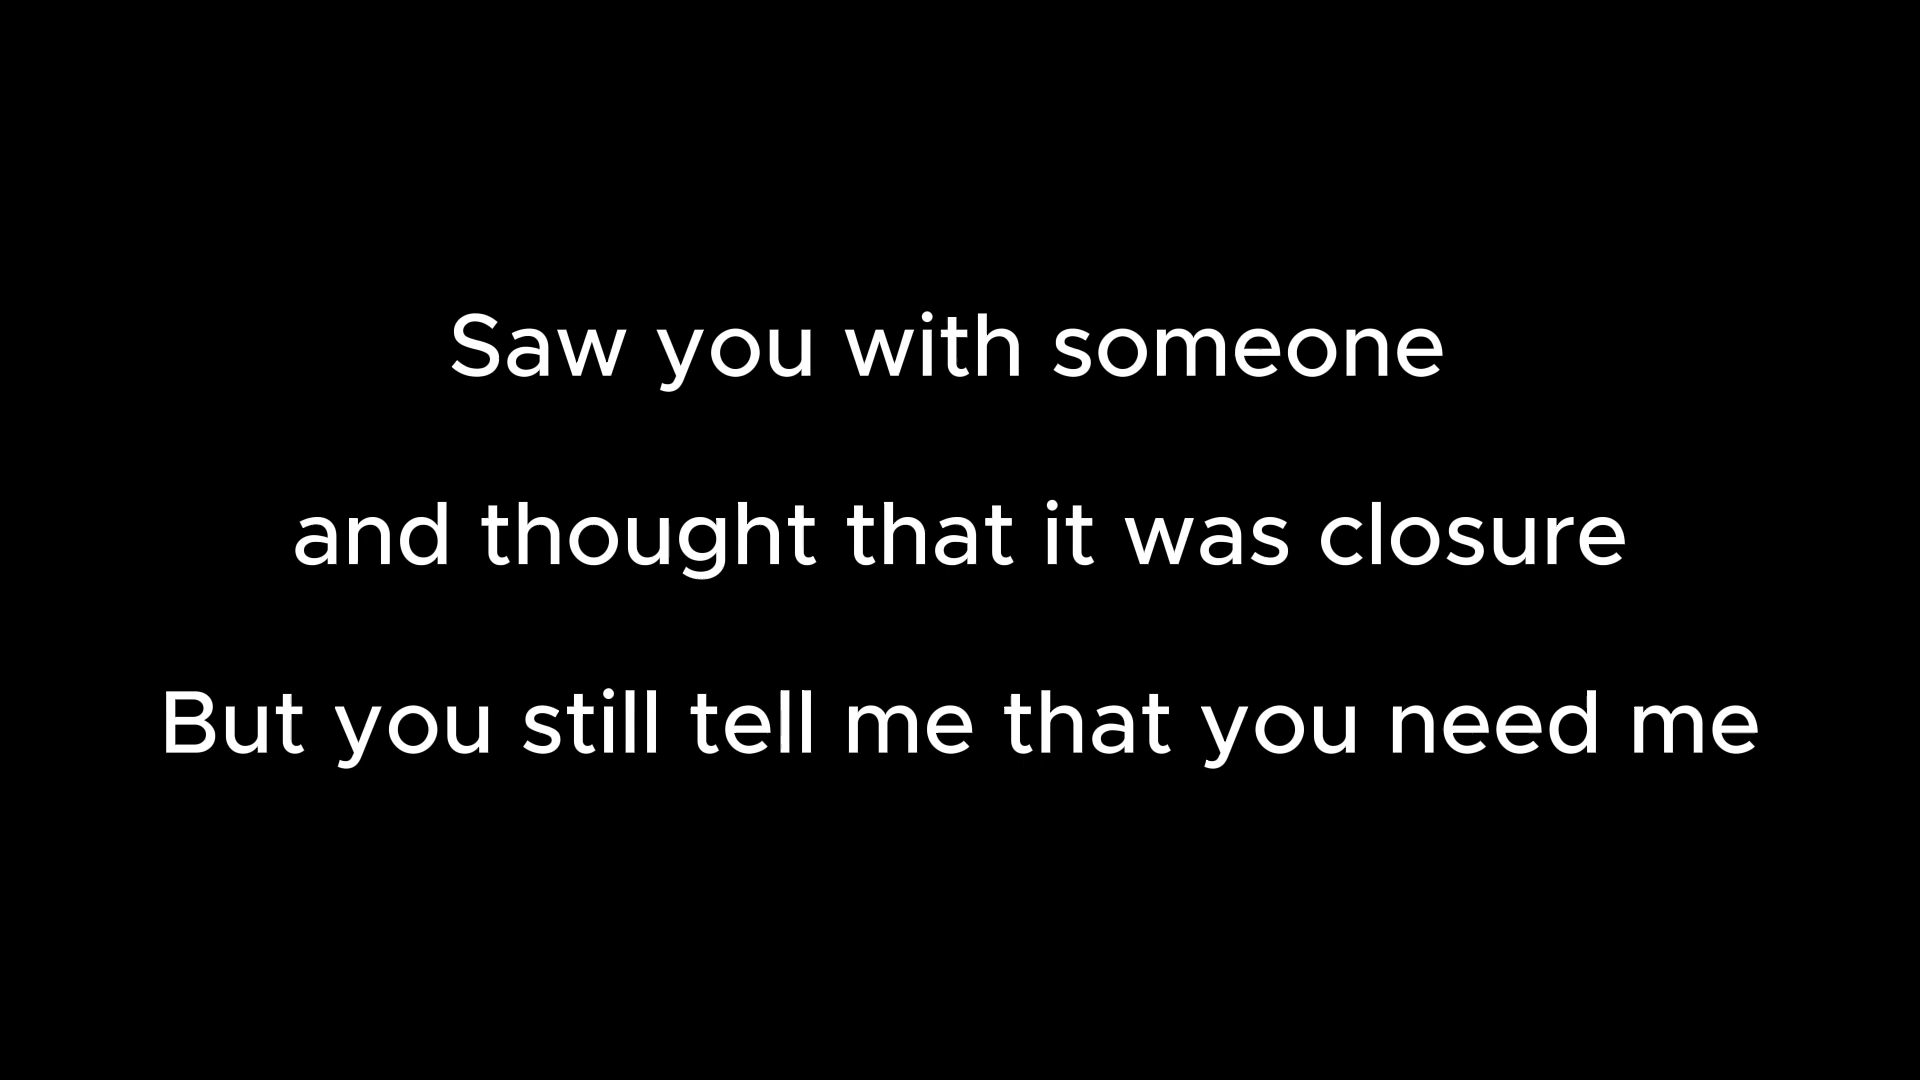 Saw you with someone
and thought that it was closure
But you still tell me that you need me